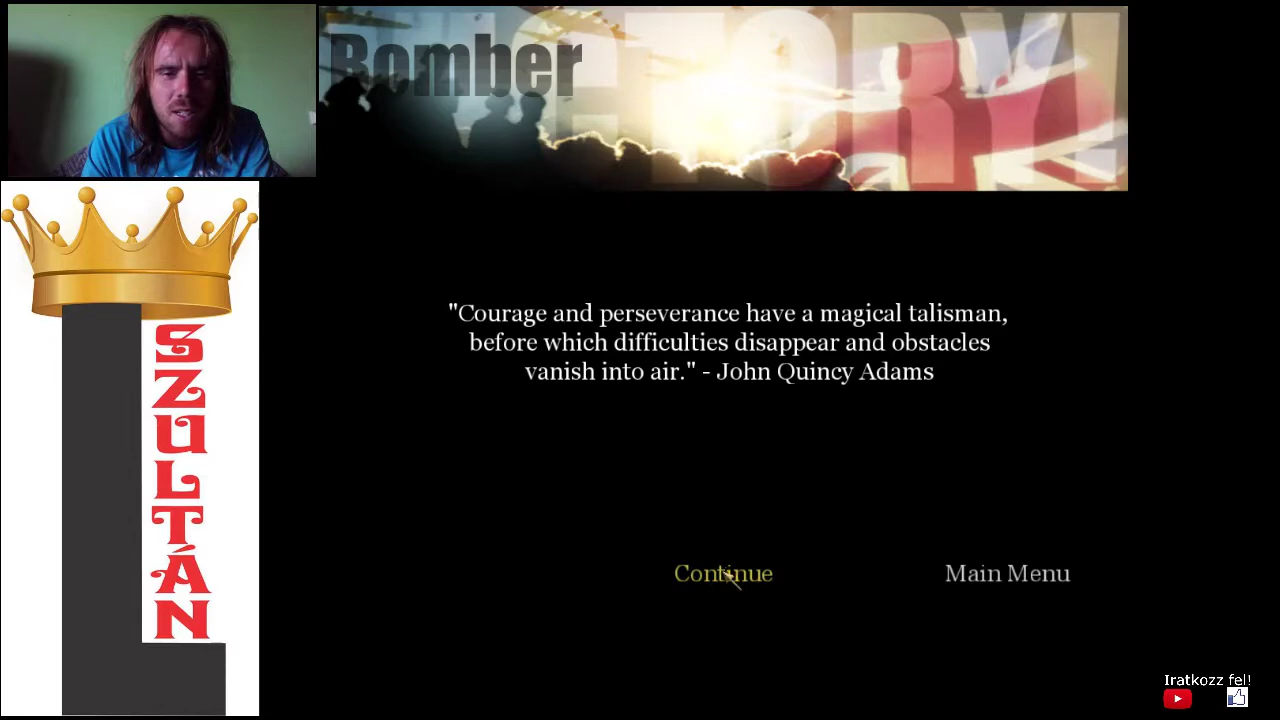 VICTORY!
Bomber
"Courage and perseverance have a magical talisman,
before which difficulties disappear and obstacles
vanish into air." - John Quincy Adams
Continue
Main Menu
L
SZULTÁN
Iratkozz fel!